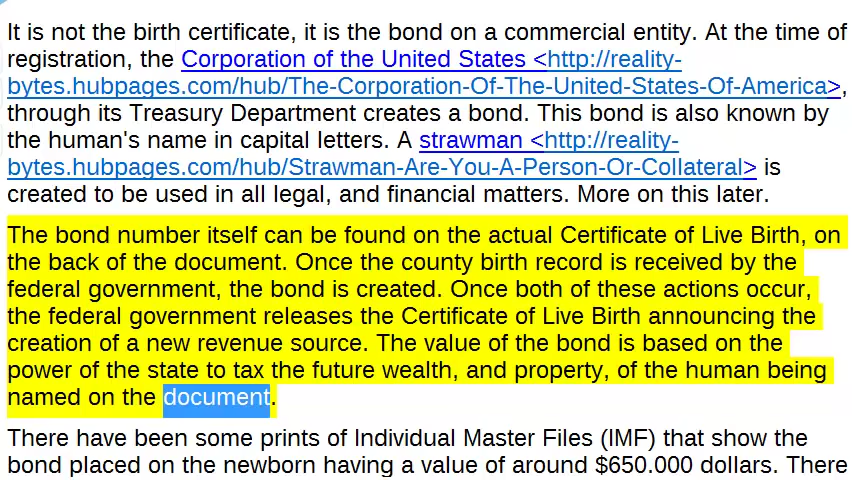 It is not the birth certificate, it is the bond on a commercial entity. At the time of
registration, the Corporation of the United States <http://reality-
bytes.hubpages.com/hub/The-Corporation-Of-The-United-States-Of-America>,
through its Treasury Department creates a bond. This bond is also known by
the human's name in capital letters. A strawman <http://reality-
bytes.hubpages.com/hub/Strawman-Are-You-A-Person-Or-Collateral> is
created to be used in all legal, and financial matters. More on this later.
The bond number itself can be found on the actual Certificate of Live Birth, on
the back of the document. Once the county birth record is received by the
federal government, the bond is created. Once both of these actions occur,
the federal government releases the Certificate of Live Birth announcing the
creation of a new revenue source. The value of the bond is based on the
power of the state to tax the future wealth, and property, of the human being
named on the document.
There have been some prints of Individual Master Files (IMF) that show the
bond placed on the newborn having a value of around $650.000 dollars. There